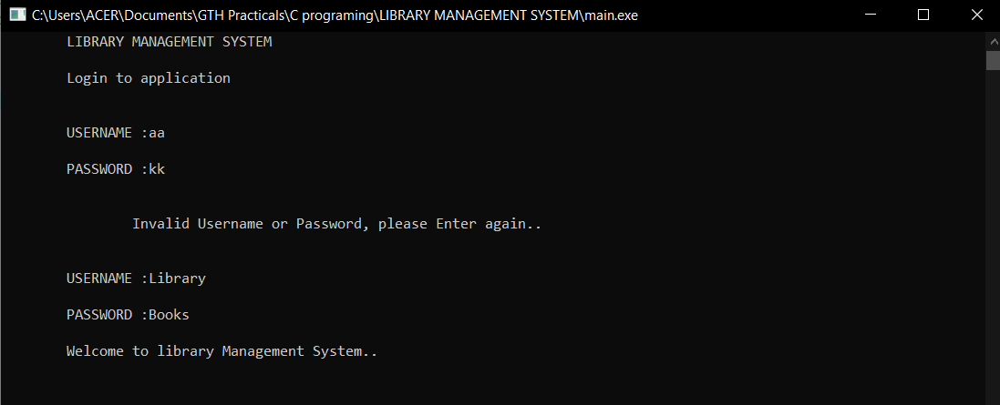 C:\Users\ACER\Documents\GTH Practicals\C programing\LIBRARY MANAGEMENT SYSTEM\main.exe
LIBRARY MANAGEMENT SYSTEM
Login to application
USERNAME :aa
PASSWORD :kk
Invalid Username or Password, please Enter again..
USERNAME :Library
PASSWORD :Books
Welcome to library Management System..